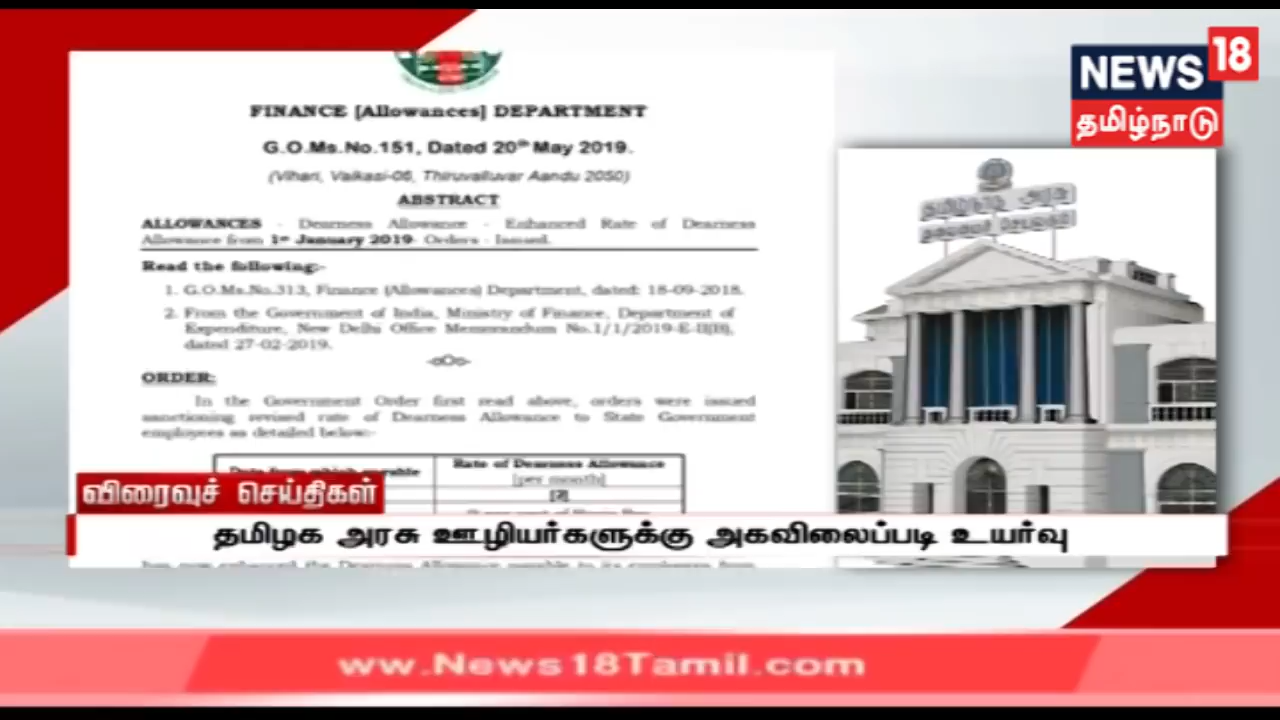 NEWS 18
தமிழ்நாடு
FINANCE [Allowances] DEPARTMENT
G.O.Ms.No.151, Dated 20th May 2019.
(Vihari, Vaikasi-06, Thiruvalluvar Aandu 2050)
ABSTRACT
ALLOWANCES - Dearness Allowance - Enhanced Rate of Dearness
Allowance from 1st January 2019- Orders - Issued.
Read the following:-
1. G.O.Ms.No.313, Finance (Allowances) Department, dated: 18-09-2018.
2. From the Government of India, Ministry of Finance, Department of
Expenditure, New Delhi Office Memorandum No.1/1/2019-E-II(B),
dated 27-02-2019.
ORDER:
In the Government Order first read above, orders were issued
sanctioning revised rate of Dearness Allowance to State Government
employees as detailed below:-
Rate of Dearness Allowance
[per month]
[2]
விரைவுச் செய்திகள்
தமிழக அரசு ஊழியர்களுக்கு அகவிலைப்படி உயர்வு
ww.News18Tamil.com